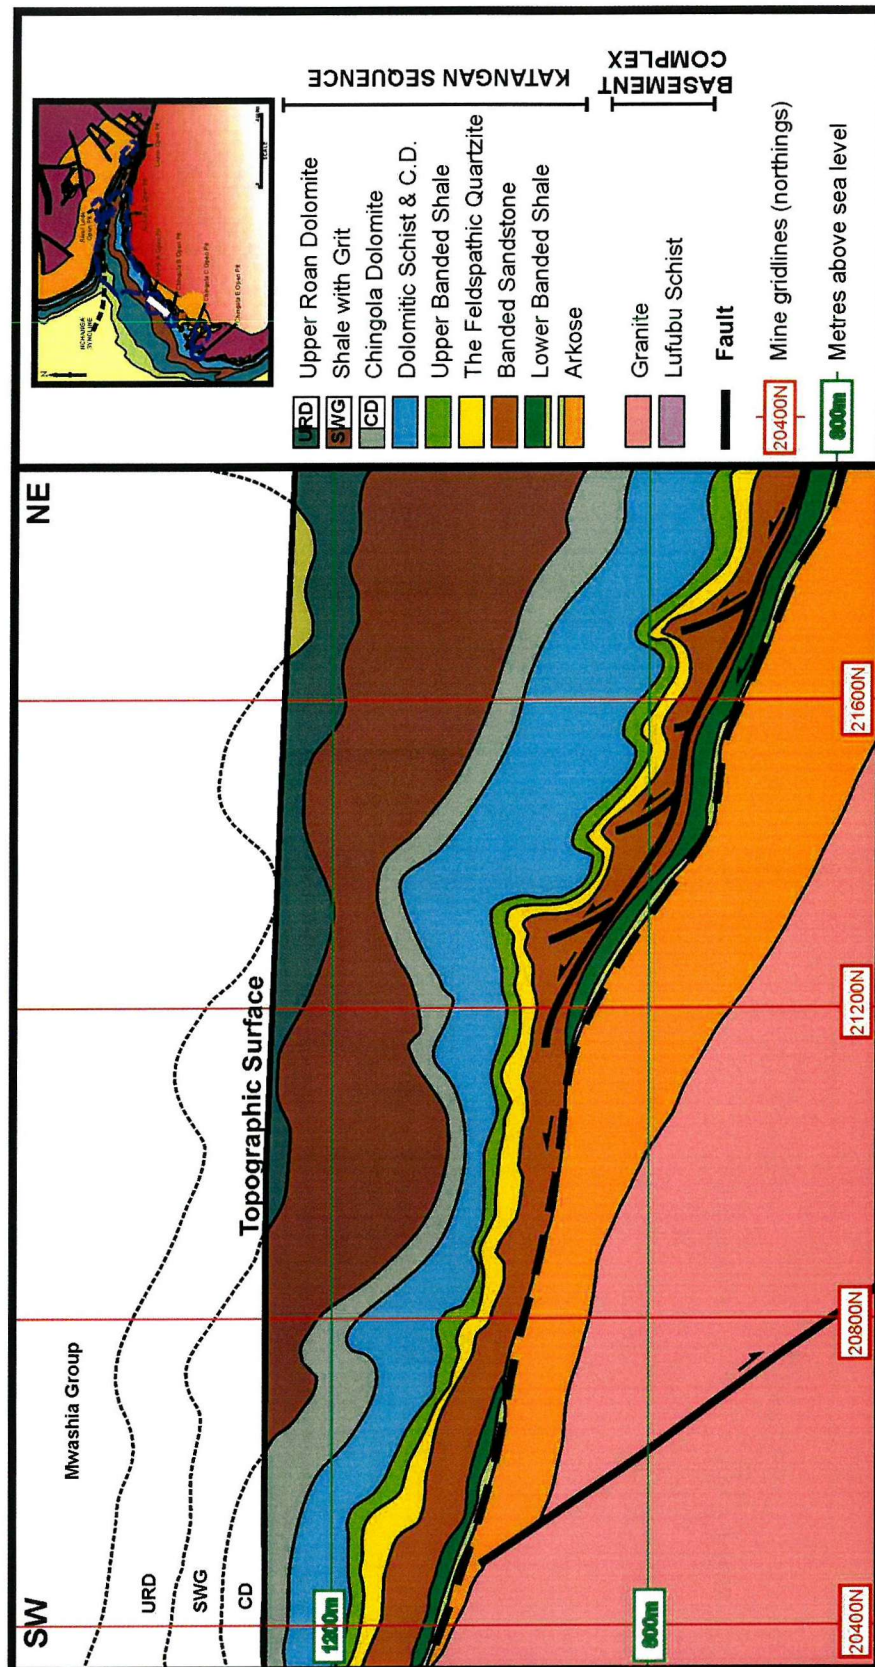 SW
NE
Mwashia Group
URD
SWG
CD
Topographic Surface
1200m
800m
20400N
20800N
21200N
21600N
N
NCHANGA
SYNCLINE
SCALE
URD
Upper Roan Dolomite
SWG
Shale with Grit
CD
Chingola Dolomite
Dolomitic Schist & C.D.
Upper Banded Shale
The Feldspathic Quartzite
Banded Sandstone
Lower Banded Shale
Arkose
KATANGAN SEQUENCE
Granite
Lufubu Schist
BASEMENT
COMPLEX
Fault
20400N
Mine gridlines (northings)
800m
Metres above sea level